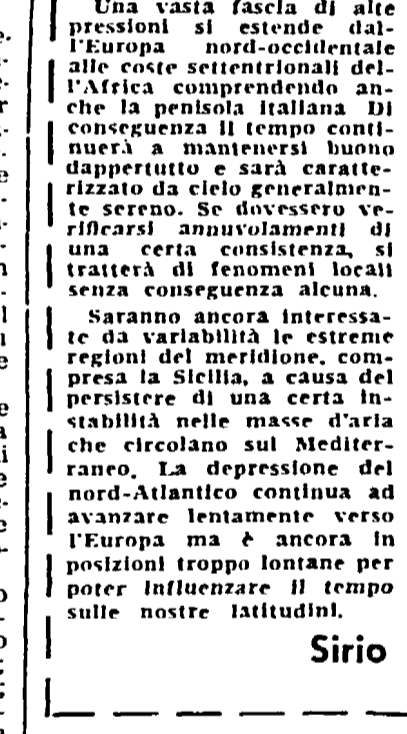 Una vasta fascia di alte
pressioni si estende dal-
l'Europa nord-occidentale
alle coste settentrionali del-
l'Africa comprendendo an-
che la penisola italiana Di
conseguenza il tempo conti-
nuerà a mantenersi buono
dappertutto e sarà caratte-
rizzato da cielo generalmen-
te sereno. Se dovessero ve-
rificarsi annuvolamenti di
una certa consistenza, si
tratterà di fenomeni locali
senza conseguenza alcuna.
Saranno ancora interessa-
te da variabilità le estreme
regioni del meridione, com-
presa la Sicilia, a causa del
persistere di una certa in-
stabilità nelle masse d'aria
che circolano sul Mediter-
raneo. La depressione del
nord-Atlantico continua ad
avanzare lentamente verso
l'Europa ma è ancora in
posizioni troppo lontane per
poter influenzare il tempo
sulle nostre latitudini.
Sirio